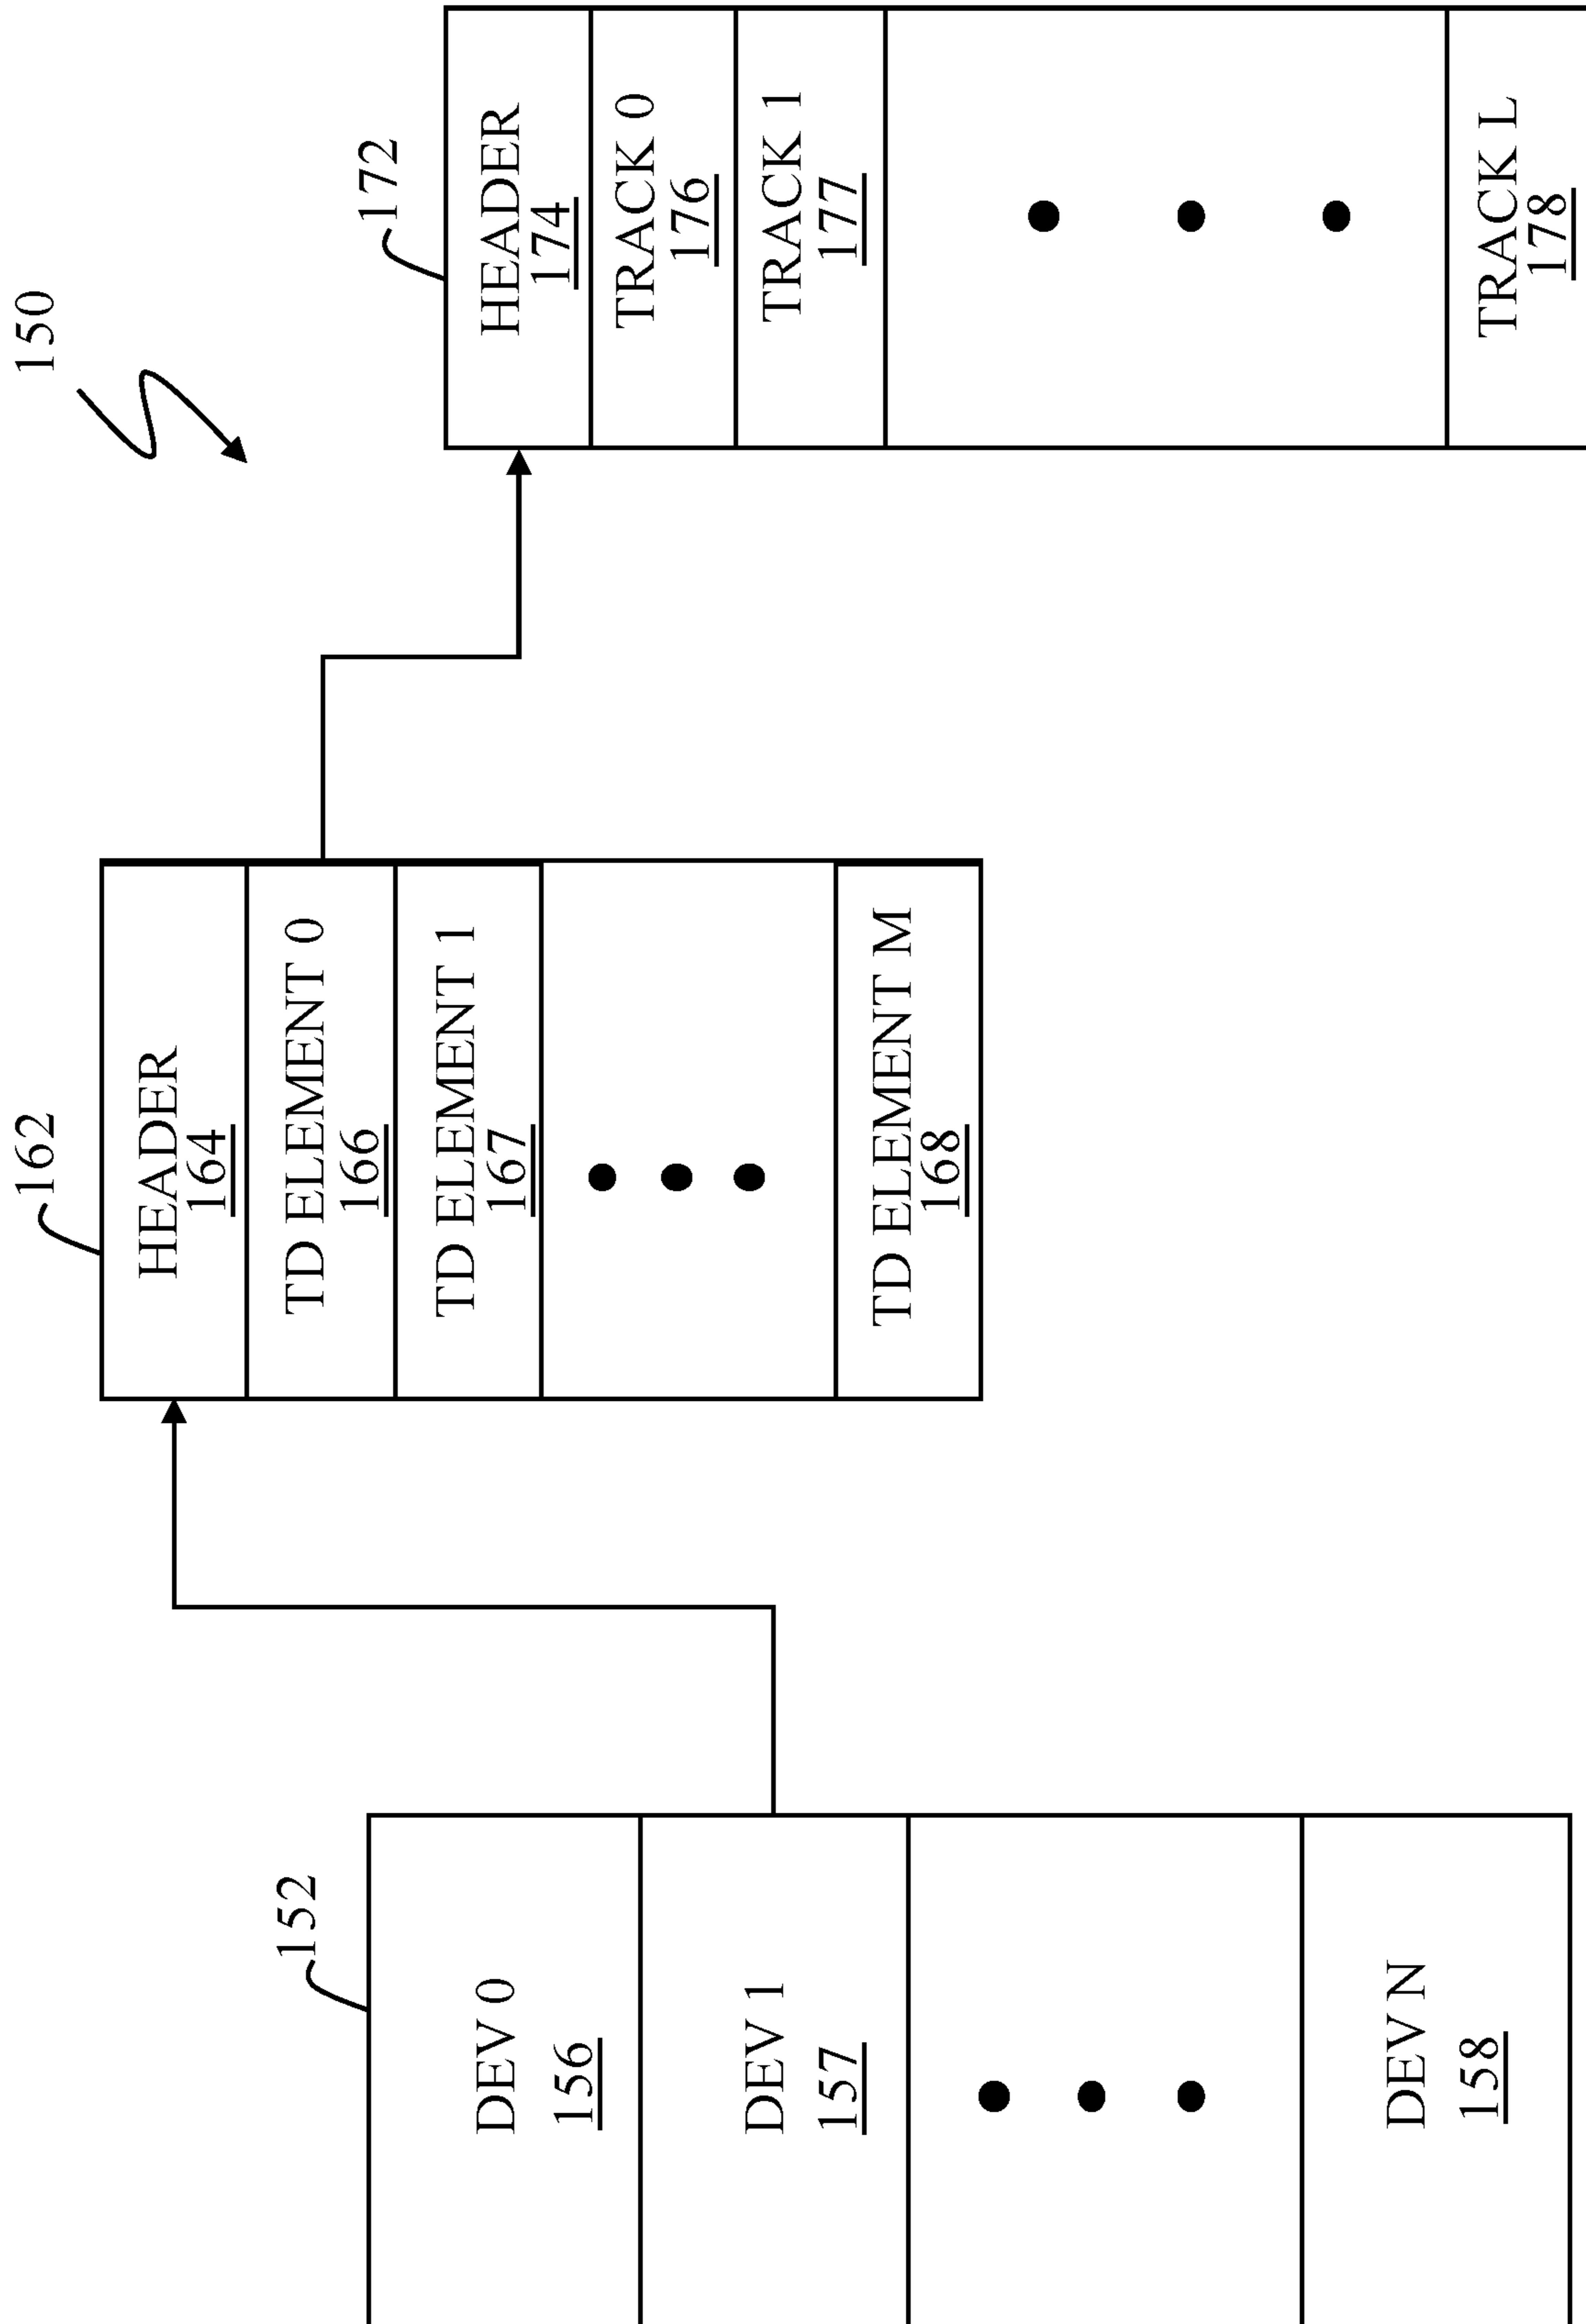 150
152
DEV 0
156
DEV 1
157
DEV N
158
162
HEADER
164
TD ELEMENT 0
166
TD ELEMENT 1
167
TD ELEMENT M
168
172
HEADER
174
TRACK 0
176
TRACK 1
177
TRACK L
178